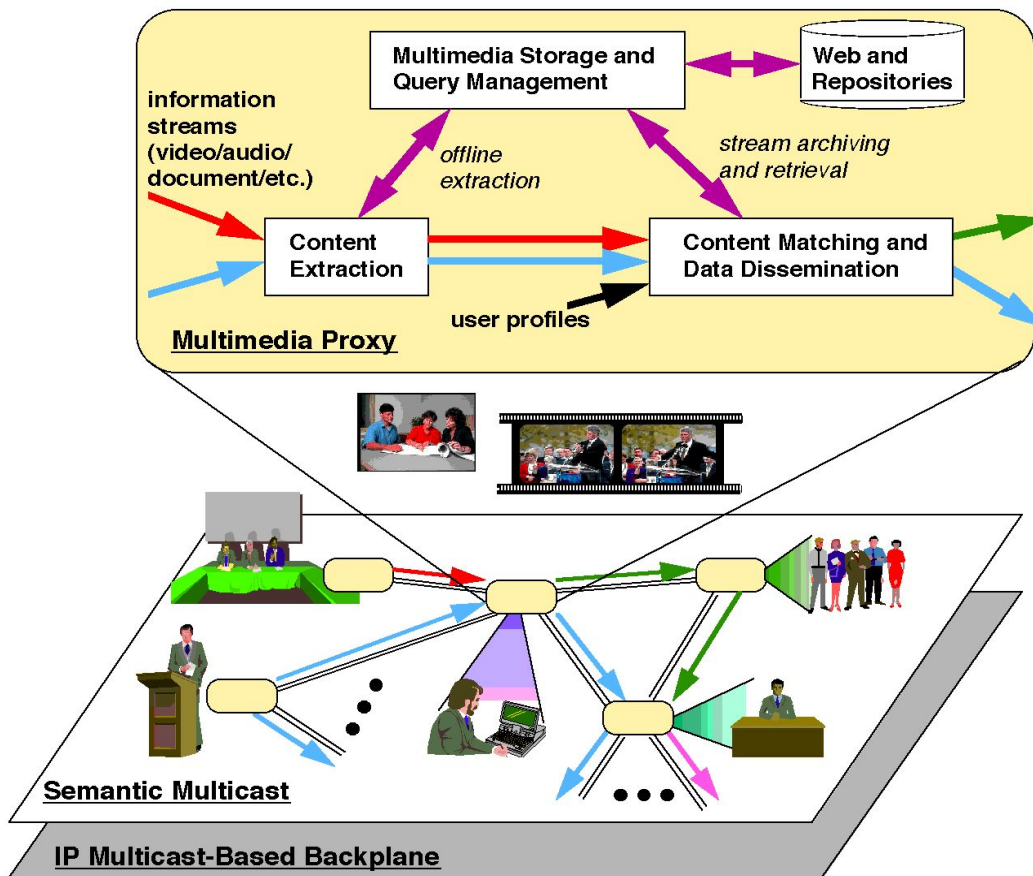 Multimedia Storage and
Query Management
Web and
Repositories
information
streams
(video/audio/
document/etc.)
offline
extraction
stream archiving
and retrieval
Content
Extraction
Content Matching and
Data Dissemination
user profiles
Multimedia Proxy
Semantic Multicast
IP Multicast-Based Backplane